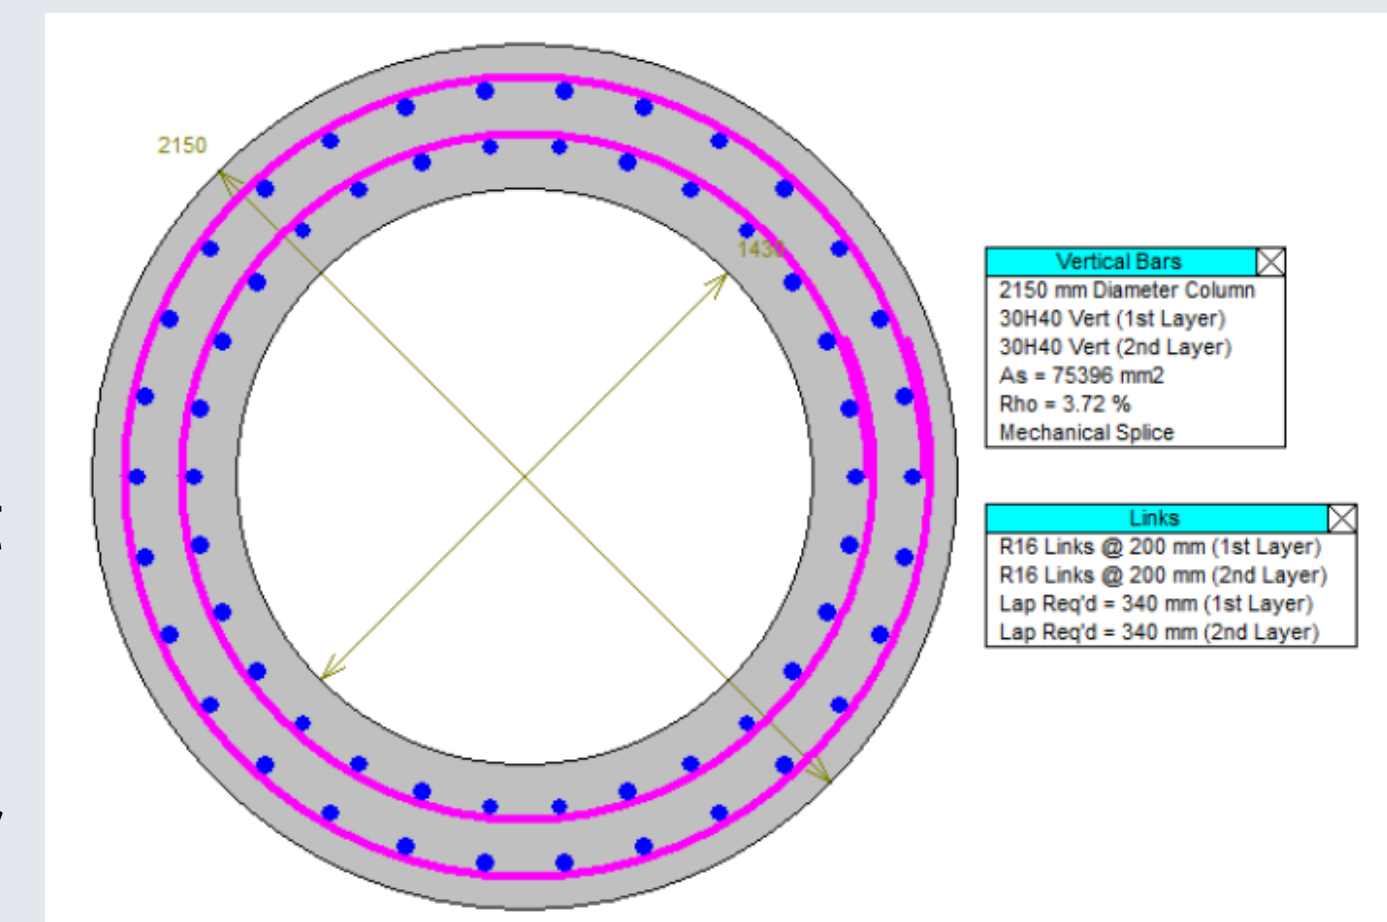 2150
1430
Vertical Bars
2150 mm Diameter Column
30H40 Vert (1st Layer)
30H40 Vert (2nd Layer)
As = 75396 mm2
Rho = 3.72 %
Mechanical Splice
Links
R16 Links @ 200 mm (1st Layer)
R16 Links @ 200 mm (2nd Layer)
Lap Req'd = 340 mm (1st Layer)
Lap Req'd = 340 mm (2nd Layer)